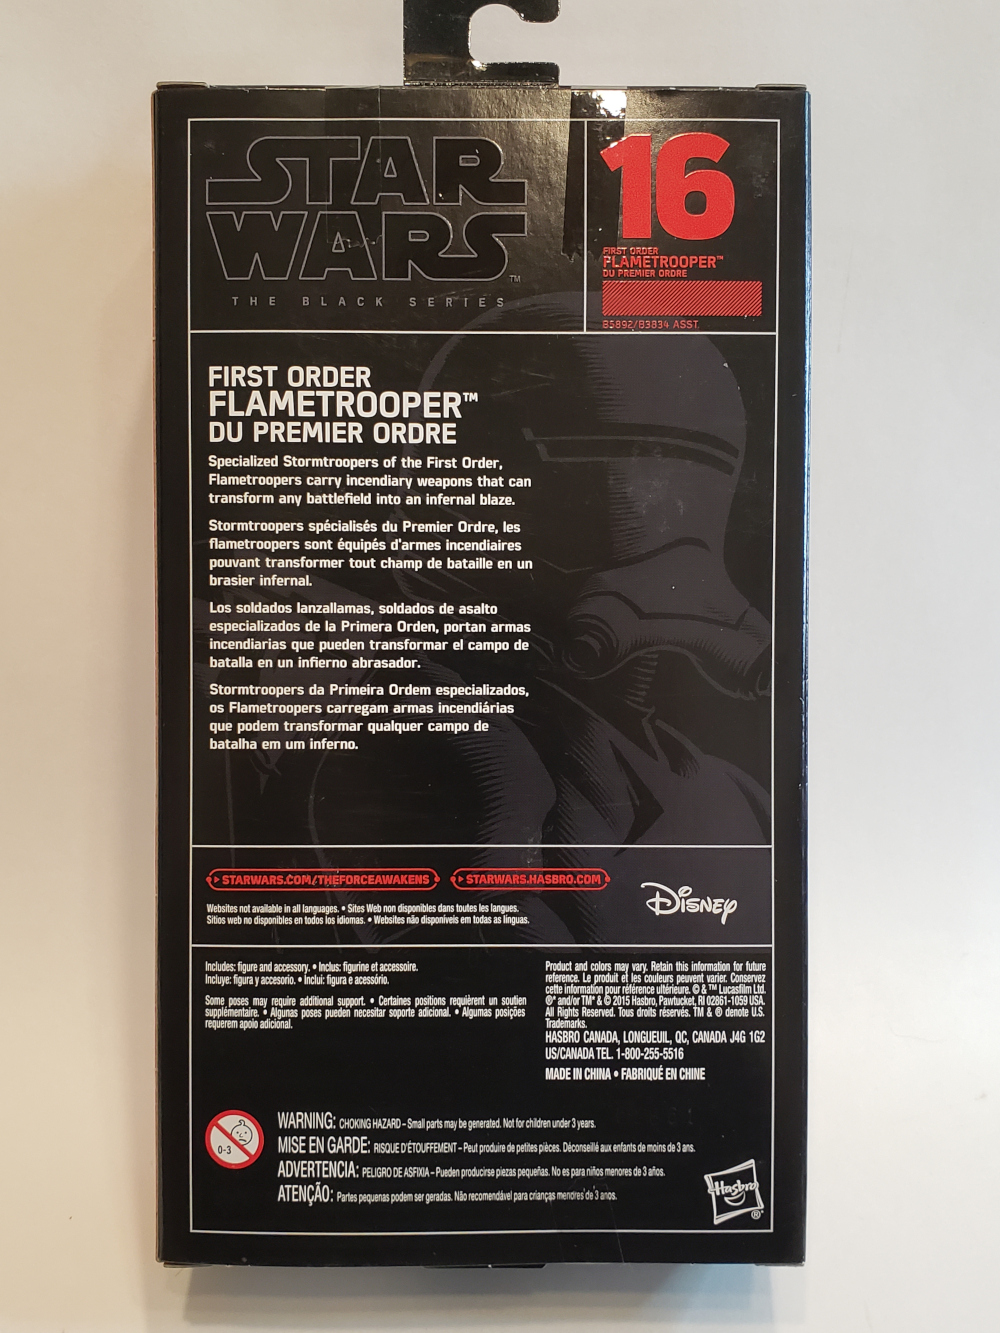 STAR
WARS
TM
THE BLACK SERIES
16
FIRST ORDER
FLAMETROOPER™
DU PREMIER ORDRE
B5892/B3834 ASST.
FIRST ORDER
FLAMETROOPER™
DU PREMIER ORDRE
Specialized Stormtroopers of the First Order,
Flametroopers carry incendiary weapons that can
transform any battlefield into an infernal blaze.
Stormtroopers spécialisés du Premier Ordre, les
flametroopers sont équipés d'armes incendiaires
pouvant transformer tout champ de bataille en un
brasier infernal.
Los soldados lanzallamas, soldados de asalto
especializados de la Primera Orden, portan armas
incendiarias que pueden transformar el campo de
batalla en un infierno abrasador.
Stormtroopers da Primeira Ordem especializados,
os Flametroopers carregam armas incendiárias
que podem transformar qualquer campo de
batalha em um inferno.
STARWARS.COM/THEFORCEAWAKENS
STARWARS.HASBRO.COM
Disney
Websites not available in all languages. • Sites Web non disponibles dans toutes les langues.
Sitios web no disponibles en todos los idiomas. • Websites não disponíveis em todas as línguas.
Includes: figure and accessory. • Inclus: figurine et accessoire.
Incluye: figura y accesorio. • Inclui: figura e acessório.
Some poses may require additional support. • Certaines positions requièrent un soutien
supplémentaire. • Algunas poses pueden necesitar soporte adicional. • Algumas posições
requerem apoio adicional.
Product and colors may vary. Retain this information for future
reference. Le produit et les couleurs peuvent varier. Conservez
cette information pour référence ultérieure. © & ™ Lucasfilm Ltd.
®* and/or TM* & © 2015 Hasbro, Pawtucket, RI 02861-1059 USA.
All Rights Reserved. Tous droits réservés. TM & ® denote U.S.
Trademarks.
HASBRO CANADA, LONGUEUIL, QC, CANADA J4G 1G2
US/CANADA TEL. 1-800-255-5516
MADE IN CHINA • FABRIQUÉ EN CHINE
0-3
WARNING: CHOKING HAZARD – Small parts may be generated. Not for children under 3 years.
MISE EN GARDE: RISQUE D'ÉTOUFFEMENT – Peut produire de petites pièces. Déconseillé aux enfants de moins de 3 ans.
ADVERTENCIA: PELIGRO DE ASFIXIA – Pueden producirse piezas pequeñas. No es para niños menores de 3 años.
ATENÇÃO: Partes pequenas podem ser geradas. Não recomendável para crianças menores de 3 anos.
Hasbro
®